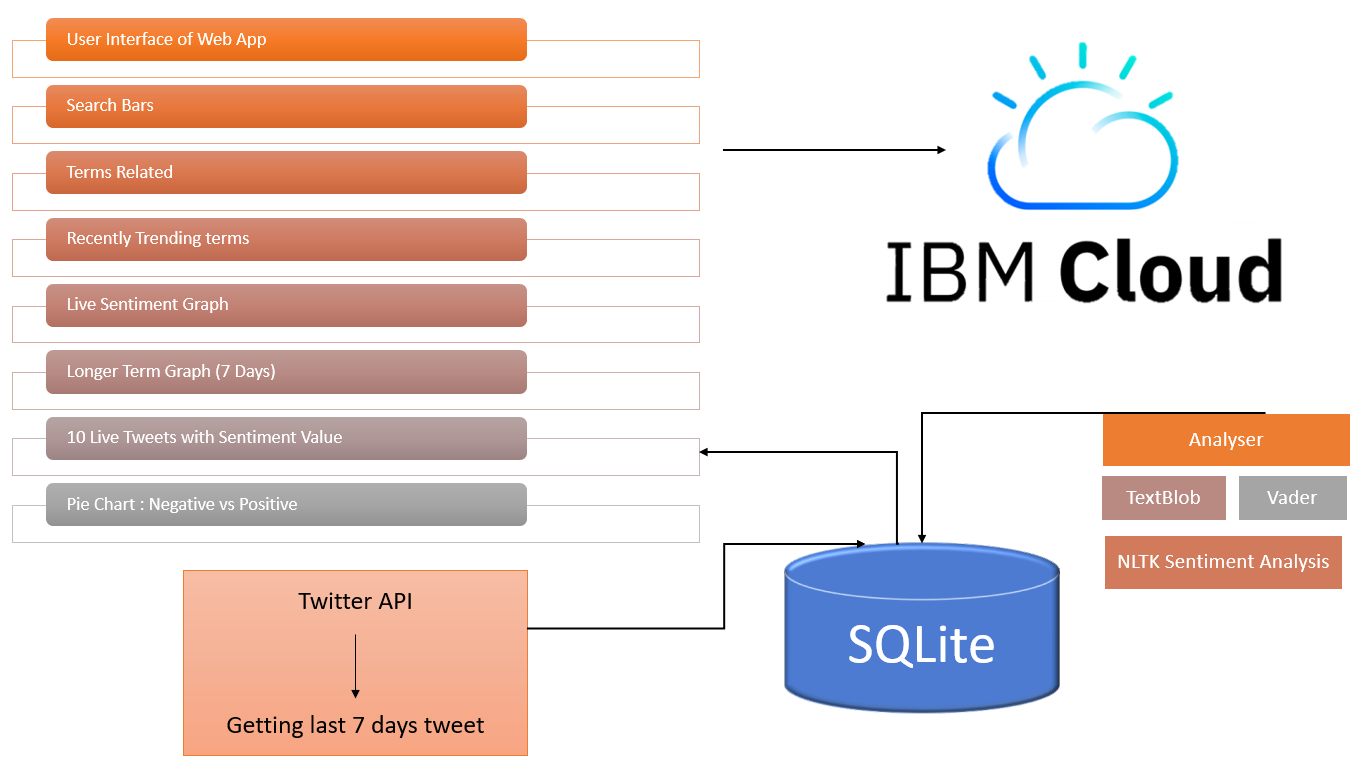 User Interface of Web App
Search Bars
Terms Related
Recently Trending terms
Live Sentiment Graph
Longer Term Graph (7 Days)
10 Live Tweets with Sentiment Value
Pie Chart : Negative vs Positive
IBM Cloud
Analyser
TextBlob
Vader
NLTK Sentiment Analysis
Twitter API
Getting last 7 days tweet
SQLite